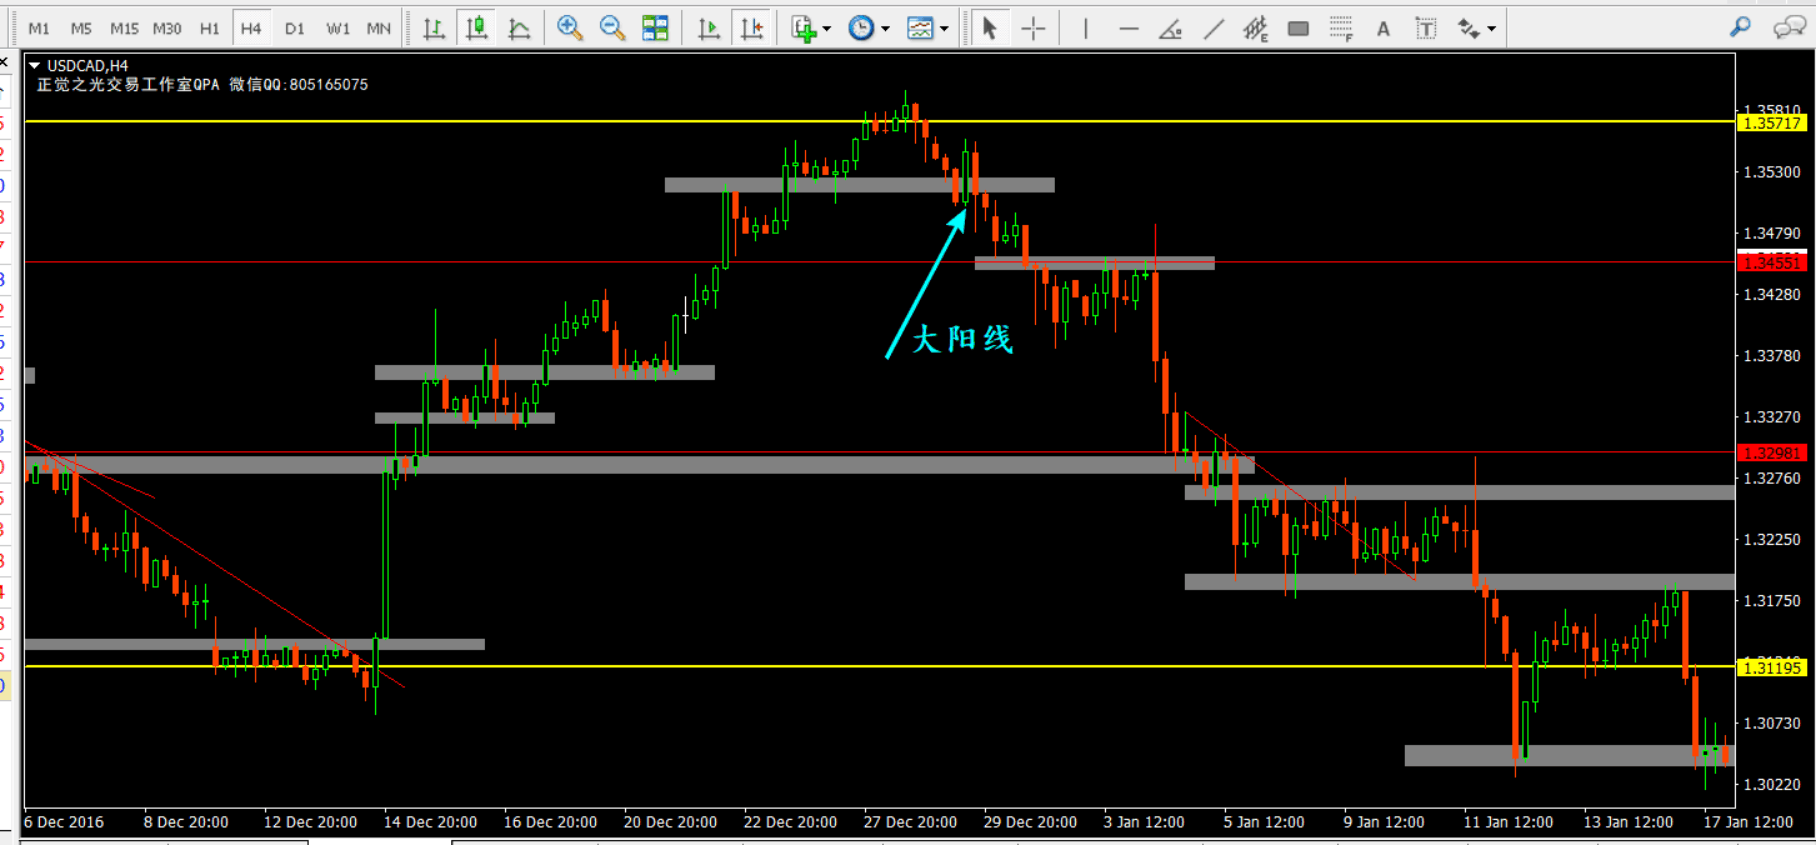 M1 M5 M15 M30 H1 H4 D1 W1 MN
E F A T
USDCAD,H4
正觉之光交易工作室QPA 微信QQ:805165075
1.35810
1.35717
1.35300
1.34790
1.34551
1.34280
大阳线
1.33780
1.33270
1.32981
1.32760
1.32250
1.31750
1.31195
1.30730
1.30220
6 Dec 2016 8 Dec 20:00 12 Dec 20:00 14 Dec 20:00 16 Dec 20:00 20 Dec 20:00 22 Dec 20:00 27 Dec 20:00 29 Dec 20:00 3 Jan 12:00 5 Jan 12:00 9 Jan 12:00 11 Jan 12:00 13 Jan 12:00 17 Jan 12:00